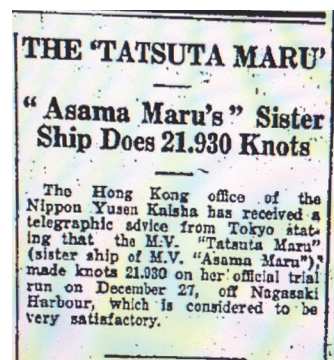 THE 'TATSUTA MARU'
"Asama Maru's" Sister
Ship Does 21.930 Knots
The Hong Kong office of the
Nippon Yusen Kaisha has received a
telegraphic advice from Tokyo stat-
ing that the M.V. "Tatsuta Maru"
(sister ship of M.V. "Asama Maru"),
made knots 21.930 on her official trial
run on December 27, off Nagasaki
Harbour, which is considered to be
very satisfactory.